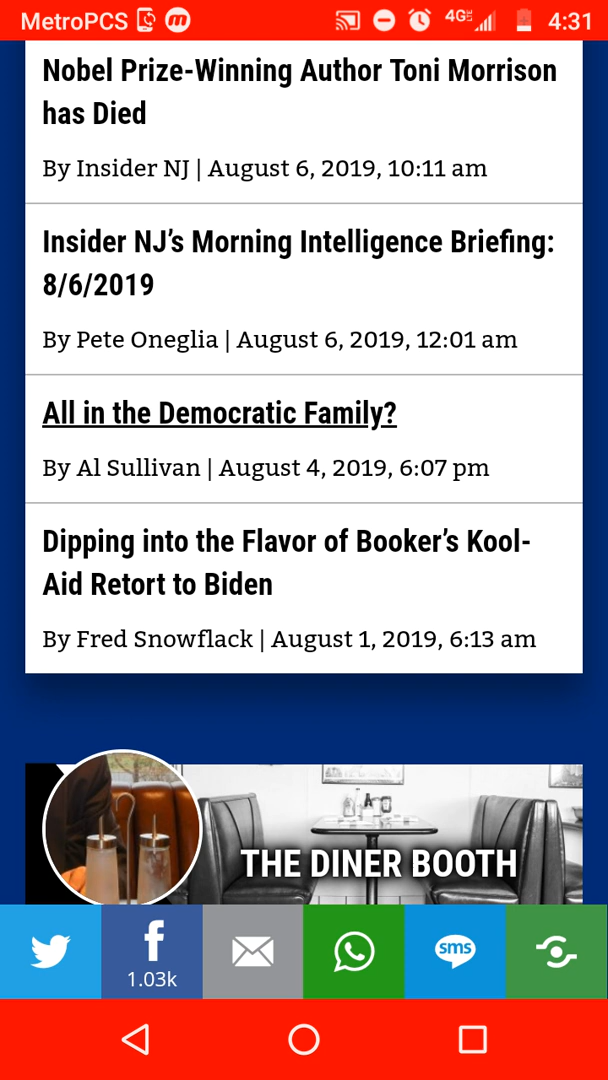 MetroPCS 4G LTE 4:31
Nobel Prize-Winning Author Toni Morrison
has Died
By Insider NJ | August 6, 2019, 10:11 am
Insider NJ’s Morning Intelligence Briefing:
8/6/2019
By Pete Oneglia | August 6, 2019, 12:01 am
All in the Democratic Family?
By Al Sullivan | August 4, 2019, 6:07 pm
Dipping into the Flavor of Booker’s Kool-
Aid Retort to Biden
By Fred Snowflack | August 1, 2019, 6:13 am
THE DINER BOOTH
sms
1.03k